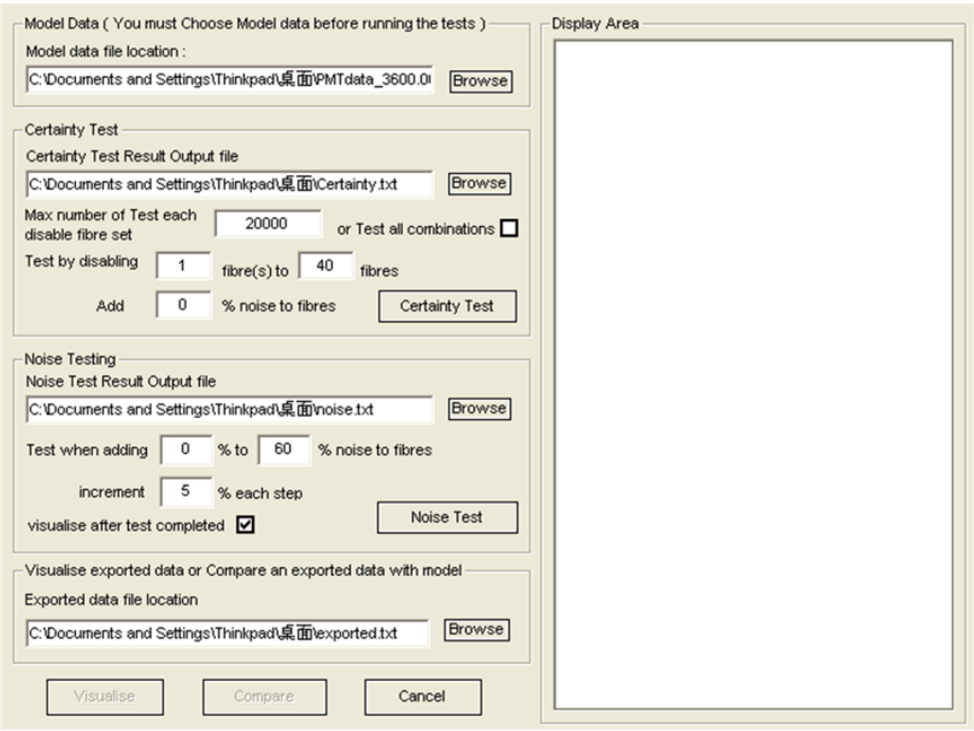 Model Data ( You must Choose Model data before running the tests )
Model data file location :
C:\Documents and Settings\Thinkpad\桌面\PMTdata_3600.0
Browse
Certainty Test
Certainty Test Result Output file
C:\Documents and Settings\Thinkpad\桌面\Certainty.txt
Browse
Max number of Test each
disable fibre set
20000
or Test all combinations
Test by disabling 1 fibre(s) to 40 fibres
Add 0 % noise to fibres
Certainty Test
Noise Testing
Noise Test Result Output file
C:\Documents and Settings\Thinkpad\桌面\noise.txt
Browse
Test when adding 0 % to 60 % noise to fibres
increment 5 % each step
visualise after test completed
Noise Test
Visualise exported data or Compare an exported data with model
Exported data file location
C:\Documents and Settings\Thinkpad\桌面\exported.txt
Browse
Visualise
Compare
Cancel
Display Area